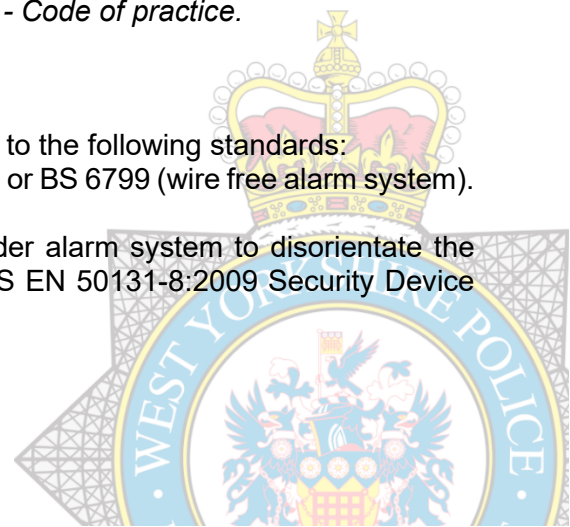 - Code of practice.
to the following standards:
or BS 6799 (wire free alarm system).
der alarm system to disorientate the
S EN 50131-8:2009 Security Device
WEST YORKSHIRE POLICE